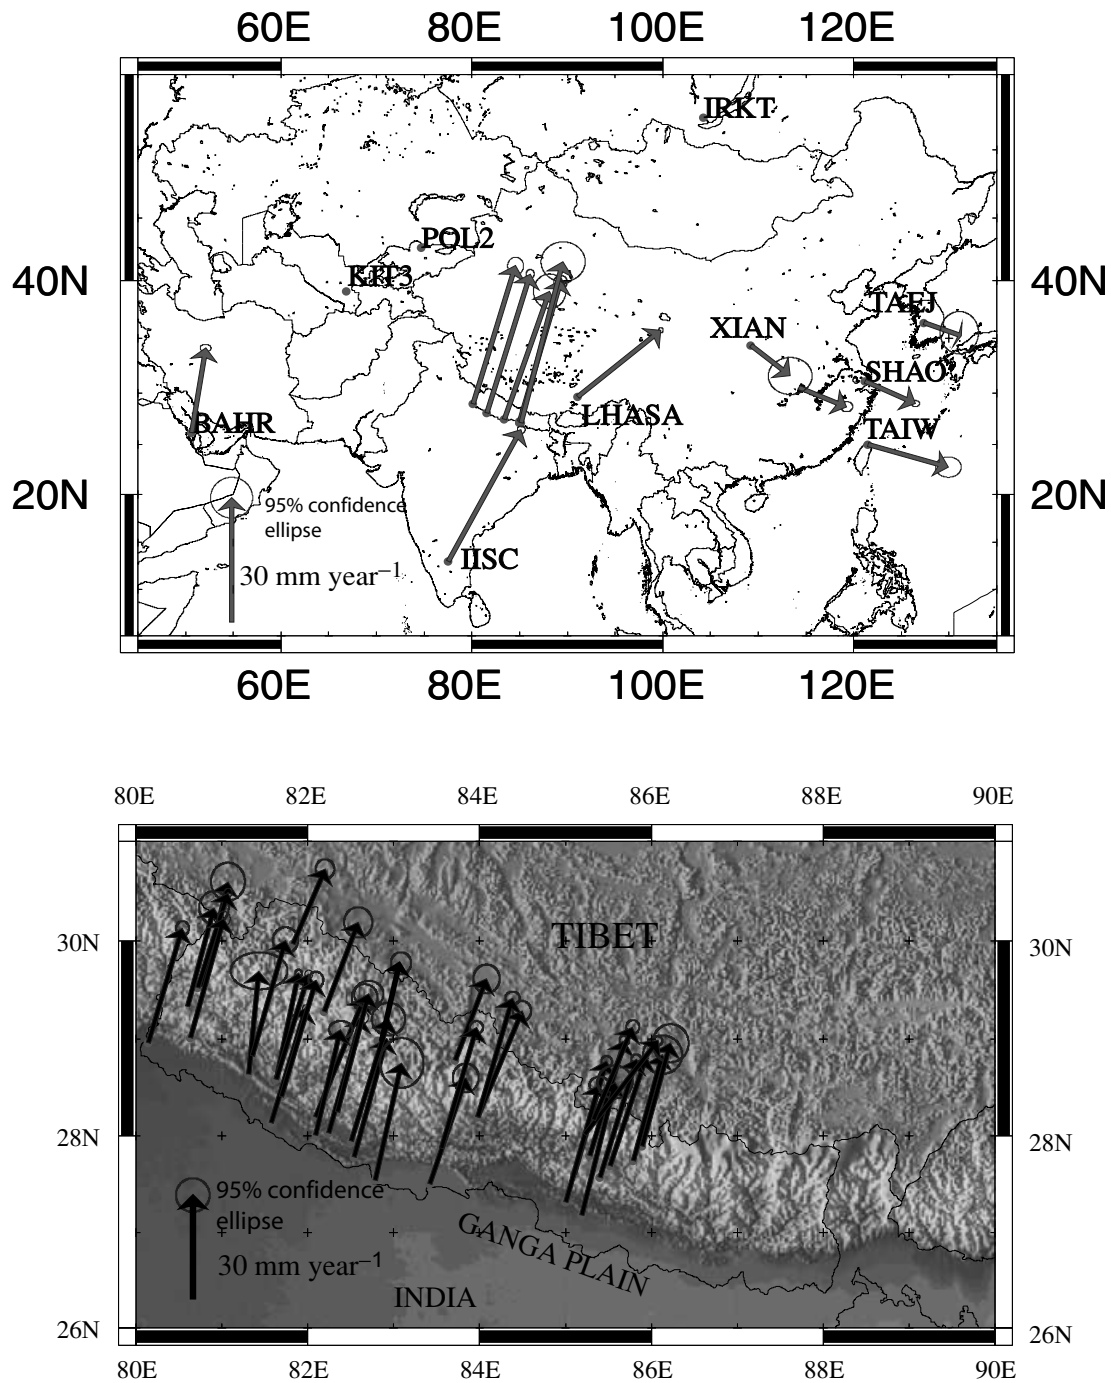 60E 80E 100E 120E
IRKT
POL2
KIT3
40N 40N
TAEJ
XIAN
SHAO
BAHR
LHASA
TAIW
20N 20N
95% confidence
ellipse
IISC
30 mm year−1
60E 80E 100E 120E
80E 82E 84E 86E 88E 90E
TIBET
30N 30N
28N 28N
95% confidence
ellipse
GANGA PLAIN
30 mm year−1
INDIA
26N 26N
80E 82E 84E 86E 88E 90E